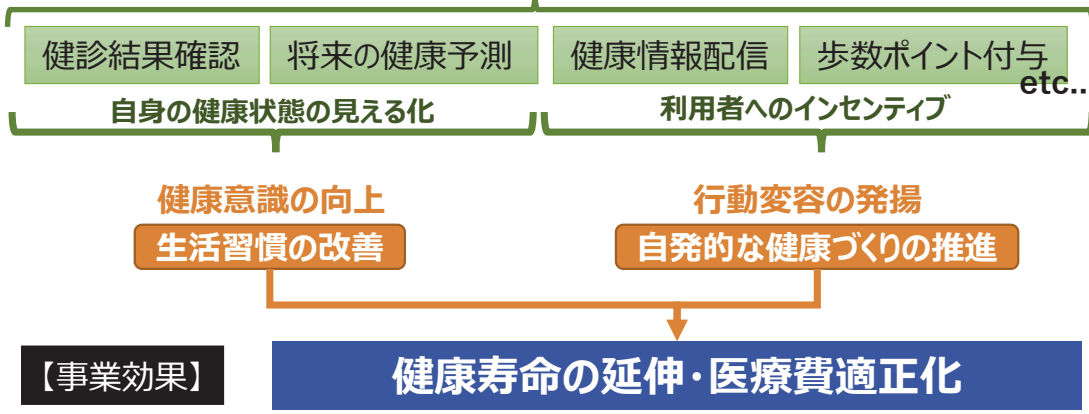 健診結果確認
将来の健康予測
健康情報配信
歩数ポイント付与
etc..
自身の健康状態の見える化
利用者へのインセンティブ
健康意識の向上
行動変容の発揚
生活習慣の改善
自発的な健康づくりの推進
【事業効果】
健康寿命の延伸・医療費適正化